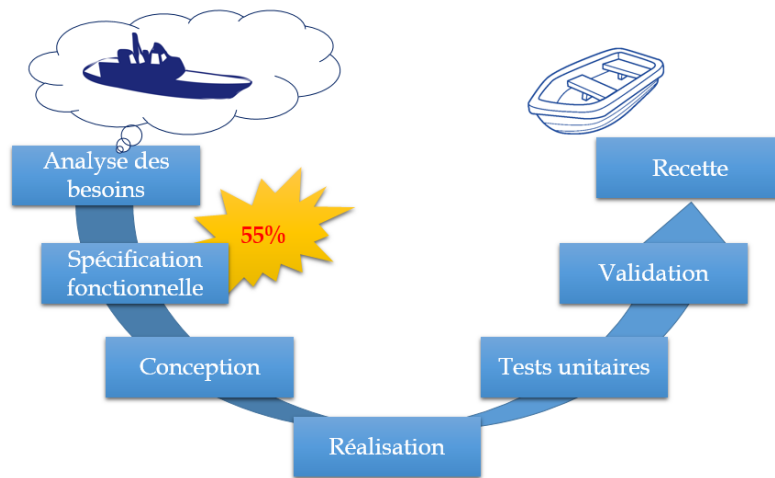 Analyse des
besoins
55%
Spécification
fonctionnelle
Conception
Réalisation
Tests unitaires
Validation
Recette